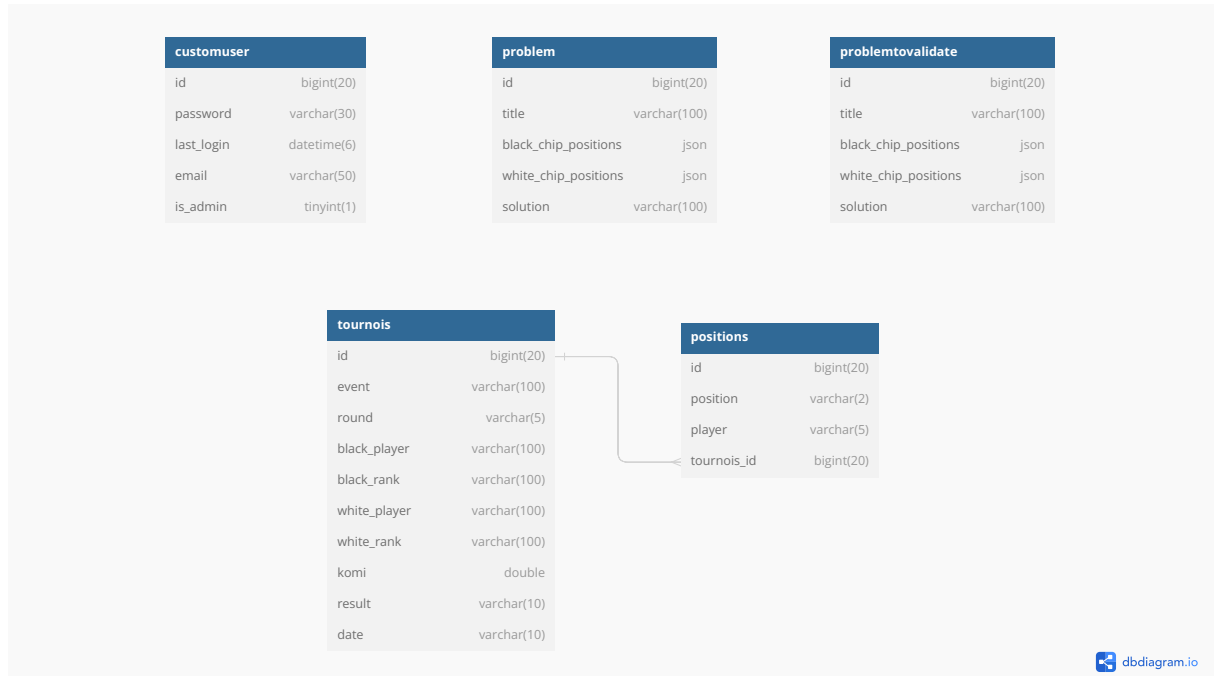 customuser
id bigint(20)
password varchar(30)
last_login datetime(6)
email varchar(50)
is_admin tinyint(1)
problem
id bigint(20)
title varchar(100)
black_chip_positions json
white_chip_positions json
solution varchar(100)
problemtovalidate
id bigint(20)
title varchar(100)
black_chip_positions json
white_chip_positions json
solution varchar(100)
tournois
id bigint(20)
event varchar(100)
round varchar(5)
black_player varchar(100)
black_rank varchar(100)
white_player varchar(100)
white_rank varchar(100)
komi double
result varchar(10)
date varchar(10)
positions
id bigint(20)
position varchar(2)
player varchar(5)
tournois_id bigint(20)
dbdiagram.io